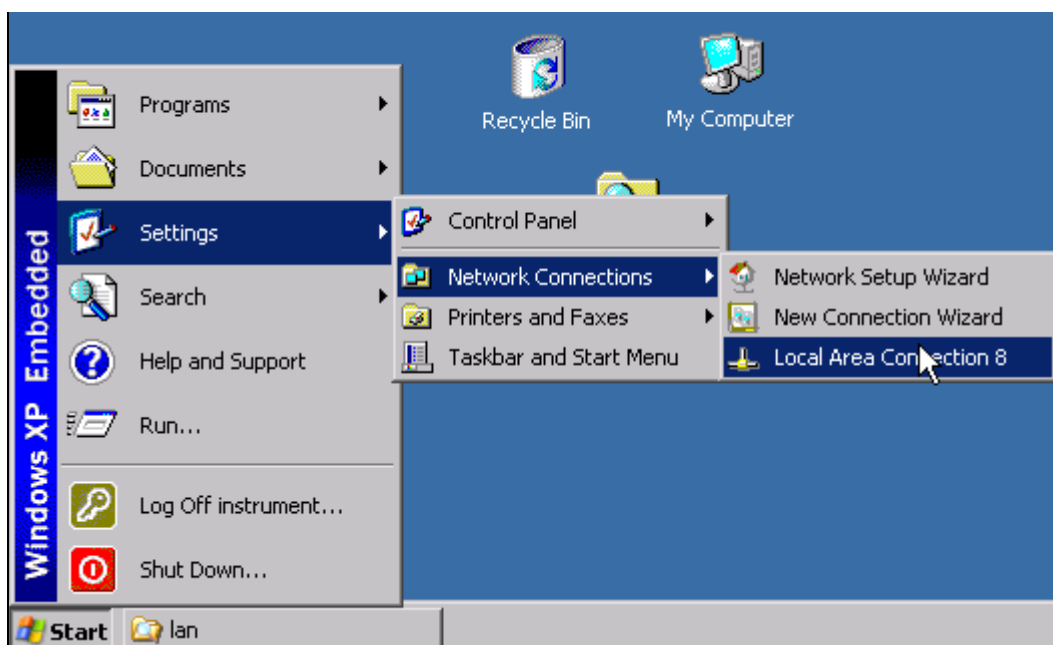 Recycle Bin
My Computer
Programs
Documents
Settings
Search
Help and Support
Run...
Log Off instrument...
Shut Down...
Windows XP Embedded
Control Panel
Network Connections
Printers and Faxes
Taskbar and Start Menu
Network Setup Wizard
New Connection Wizard
Local Area Connection 8
Start
lan